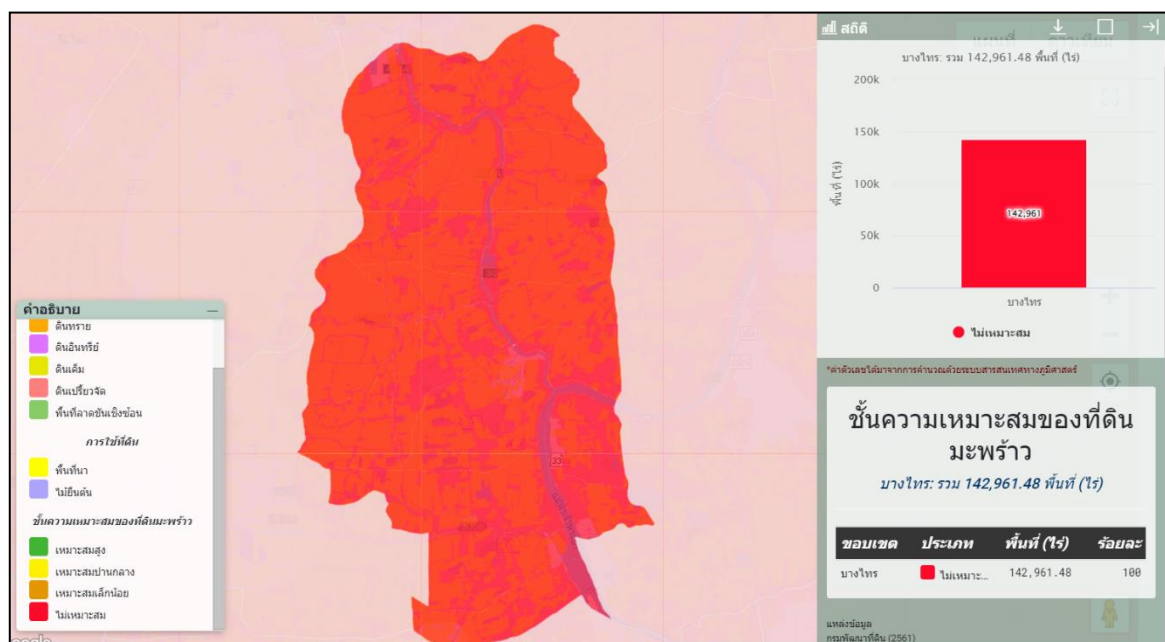 สถิติ
แผนที่ ดาวเทียม
บางไทร: รวม 142,961.48 พื้นที่ (ไร่)
200k
150k
100k
50k
0
พื้นที่ (ไร่)
142,961
บางไทร
ไม่เหมาะสม
*ค่าตัวเลขได้มาจากการคำนวณด้วยระบบสารสนเทศทางภูมิศาสตร์
ชั้นความเหมาะสมของที่ดิน
มะพร้าว
บางไทร: รวม 142,961.48 พื้นที่ (ไร่)
ขอบเขต ประเภท พื้นที่ (ไร่) ร้อยละ
บางไทร ไม่เหมาะ... 142,961.48 100
แหล่งข้อมูล
กรมพัฒนาที่ดิน (2561)
คำอธิบาย
ดินทราย
ดินอินทรีย์
ดินเค็ม
ดินเปรี้ยวจัด
พื้นที่ลาดชันเชิงซ้อน
การใช้ที่ดิน
พื้นที่นา
ไม้ยืนต้น
ชั้นความเหมาะสมของที่ดินมะพร้าว
เหมาะสมสูง
เหมาะสมปานกลาง
เหมาะสมเล็กน้อย
ไม่เหมาะสม